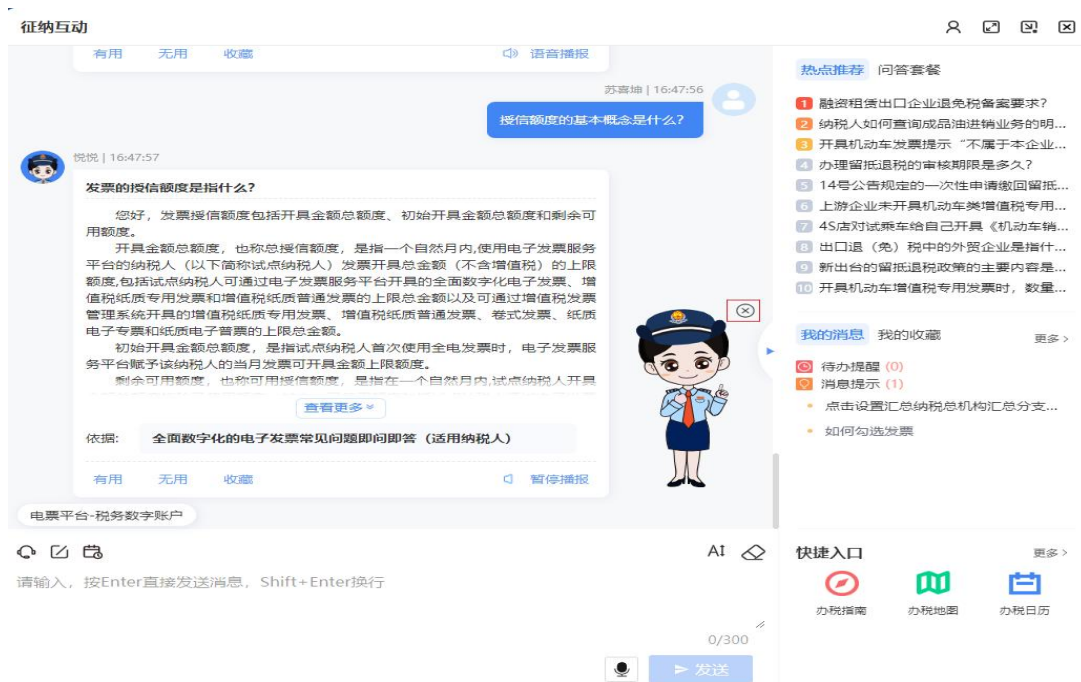 征纳互动
有用 无用 收藏 语音播报
苏喜坤 | 16:47:56
授信额度的基本概念是什么?
悦悦 | 16:47:57
发票的授信额度是指什么?
您好，发票授信额度包括开具金额总额度、初始开具金额总额度和剩余可
用额度。
开具金额总额度，也称总授信额度，是指一个自然月内,使用电子发票服务
平台的纳税人（以下简称试点纳税人）发票开具总金额（不含增值税）的上限
额度,包括试点纳税人可通过电子发票服务平台开具的全面数字化电子发票、增
值税纸质专用发票和增值税纸质普通发票的上限总金额以及可通过增值税发票
管理系统开具的增值税纸质专用发票、增值税纸质普通发票、卷式发票、纸质
电子专票和纸质电子普票的上限总金额。
初始开具金额总额度，是指试点纳税人首次使用全电发票时，电子发票服
务平台赋予该纳税人的当月发票可开具金额上限额度。
剩余可用额度，也称可用授信额度，是指在一个自然月内,试点纳税人开具
查看更多
依据: 全面数字化的电子发票常见问题即问即答（适用纳税人）
有用 无用 收藏 暂停播报
电票平台-税务数字账户
AI
请输入，按Enter直接发送消息，Shift+Enter换行
0/300
发送
热点推荐 问答套餐
1 融资租赁出口企业退免税备案要求?
2 纳税人如何查询成品油进销业务的明...
3 开具机动车发票提示“不属于本企业...
4 办理留抵退税的审核期限是多久?
5 14号公告规定的一次性申请缴回留抵...
6 上游企业未开具机动车类增值税专用...
7 4S店对试乘车给自己开具《机动车销...
8 出口退（免）税中的外贸企业是指什...
9 新出台的留抵退税政策的主要内容是...
10 开具机动车增值税专用发票时，数量...
我的消息 我的收藏 更多 >
待办提醒 (0)
消息提示 (1)
点击设置汇总纳税总机构汇总分支...
如何勾选发票
快捷入口 更多 >
办税指南 办税地图 办税日历